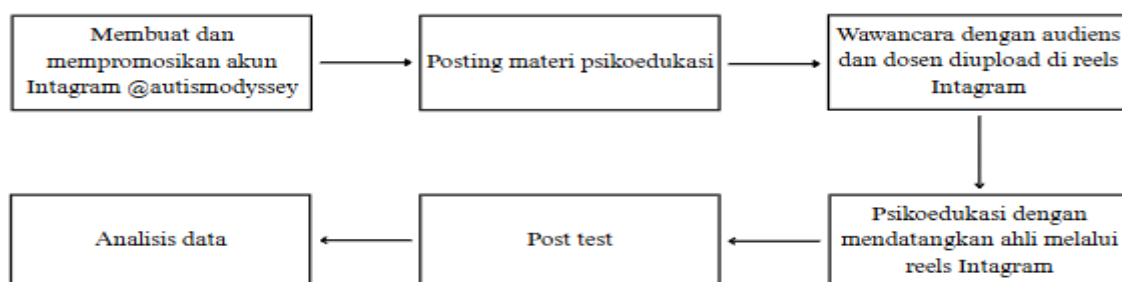 Membuat dan
mempromosikan akun
Intagram @autismodyssey
Posting materi psikoedukasi
Wawancara dengan audiens
dan dosen diupload di reels
Intagram
Psikoedukasi dengan
mendatangkan ahli melalui
reels Intagram
Post test
Analisis data